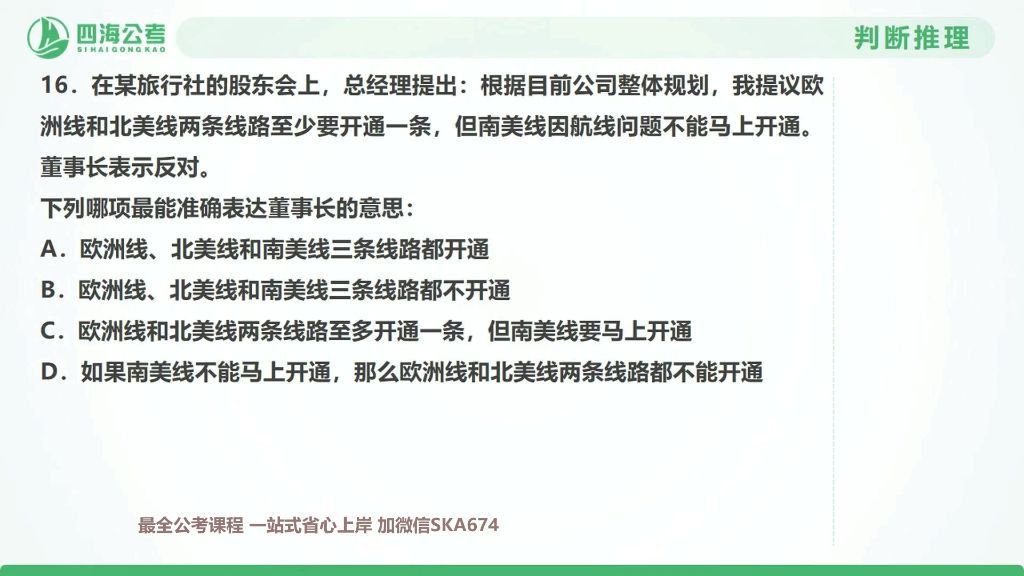 四海公考
SIHAIGONGKAO
判断推理
16．在某旅行社的股东会上，总经理提出：根据目前公司整体规划，我提议欧
洲线和北美线两条线路至少要开通一条，但南美线因航线问题不能马上开通。
董事长表示反对。
下列哪项最能准确表达董事长的意思：
A．欧洲线、北美线和南美线三条线路都开通
B．欧洲线、北美线和南美线三条线路都不开通
C．欧洲线和北美线两条线路至多开通一条，但南美线要马上开通
D．如果南美线不能马上开通，那么欧洲线和北美线两条线路都不能开通
最全公考课程 一站式省心上岸 加微信SKA674